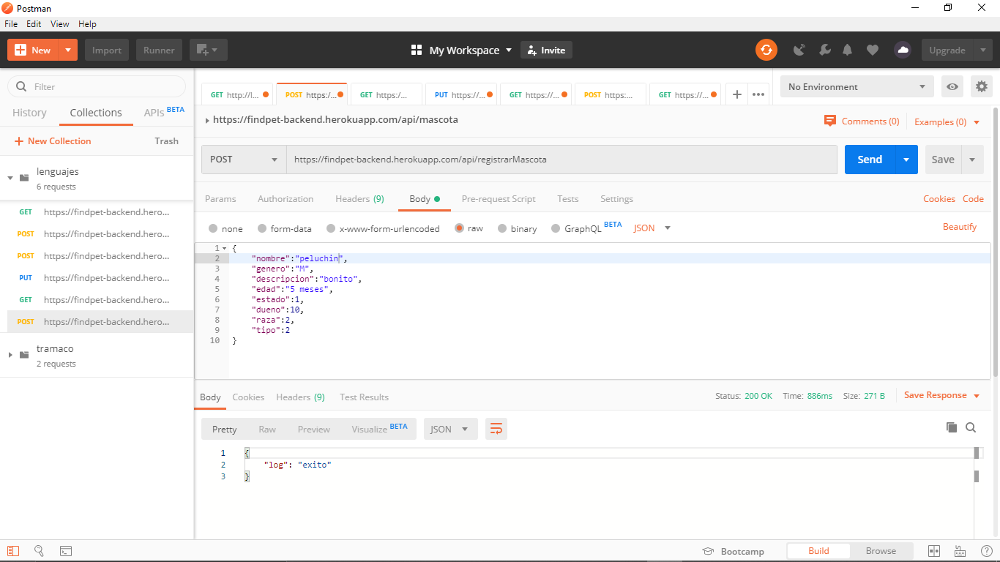 Postman
File Edit View Help
New Import Runner My Workspace Invite Upgrade
Filter
History Collections APIs BETA
New Collection Trash
lenguajes
6 requests
GET https://findpet-backend.hero...
POST https://findpet-backend.hero...
POST https://findpet-backend.hero...
PUT https://findpet-backend.hero...
GET https://findpet-backend.hero...
POST https://findpet-backend.hero...
tramaco
2 requests
GET http://l... POST https:/... GET https:/... PUT https://... GET https://... POST https:... GET https://... + ••• No Environment
https://findpet-backend.herokuapp.com/api/mascota Comments (0) Examples (0)
POST https://findpet-backend.herokuapp.com/api/registrarMascota Send Save
Params Authorization Headers (9) Body Pre-request Script Tests Settings Cookies Code
none form-data x-www-form-urlencoded raw binary GraphQL BETA JSON Beautify
1 {
2 "nombre":"peluchin",
3 "genero":"M",
4 "descripcion":"bonito",
5 "edad":"5 meses",
6 "estado":1,
7 "dueno":10,
8 "raza":2,
9 "tipo":2
10 }
Body Cookies Headers (9) Test Results Status: 200 OK Time: 886ms Size: 271 B Save Response
Pretty Raw Preview Visualize BETA JSON
1 {
2 "log": "exito"
3 }
Bootcamp Build Browse ?